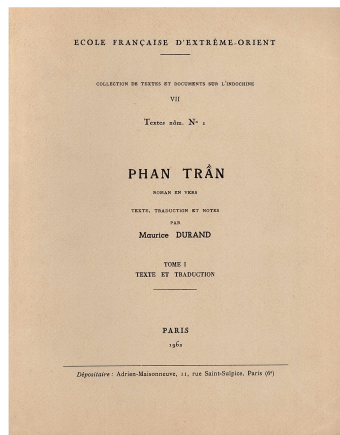 ECOLE FRANÇAISE D'EXTRÊME-ORIENT
COLLECTION DE TEXTES ET DOCUMENTS SUR L'INDOCHINE
VII
Textes nôm. Nº 2
PHAN TRẦN
ROMAN EN VERS
TEXTE, TRADUCTION ET NOTES
PAR
Maurice DURAND
TOME I
TEXTE ET TRADUCTION
PARIS
1962
Dépositaire : Adrien-Maisonneuve, 11, rue Saint-Sulpice, Paris (6ᵉ)